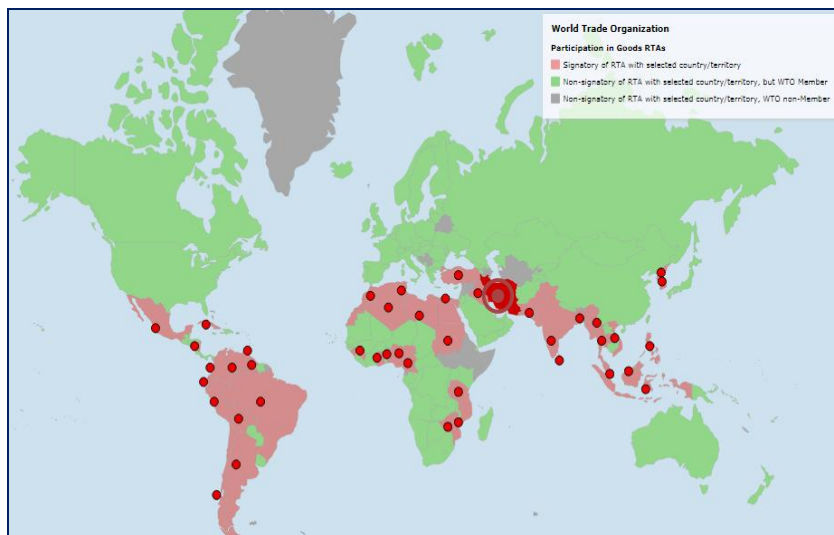 World Trade Organization
Participation in Goods RTAs
Signatory of RTA with selected country/territory
Non-signatory of RTA with selected country/territory, but WTO Member
Non-signatory of RTA with selected country/territory, WTO non-Member